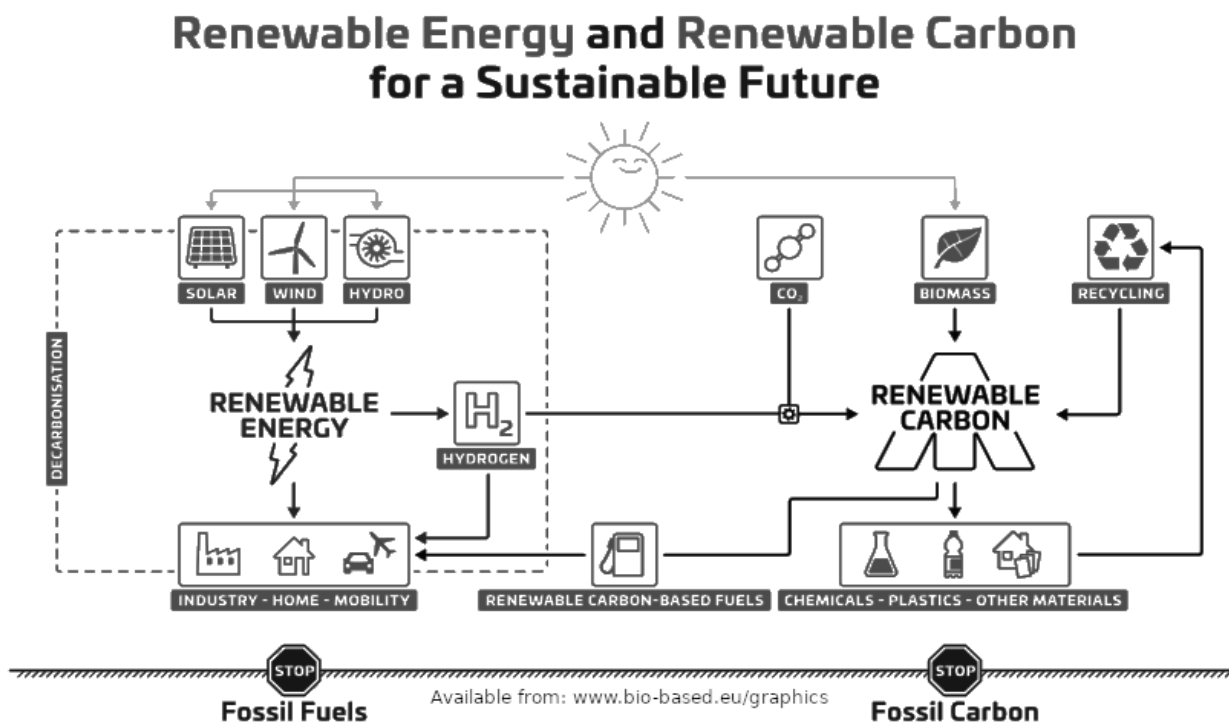 Renewable Energy and Renewable Carbon
for a Sustainable Future
SOLAR
WIND
HYDRO
CO₂
BIOMASS
RECYCLING
DECARBONISATION
RENEWABLE
ENERGY
H₂
HYDROGEN
RENEWABLE
CARBON
INDUSTRY - HOME - MOBILITY
RENEWABLE CARBON-BASED FUELS
CHEMICALS - PLASTICS - OTHER MATERIALS
STOP
Fossil Fuels
Available from: www.bio-based.eu/graphics
STOP
Fossil Carbon